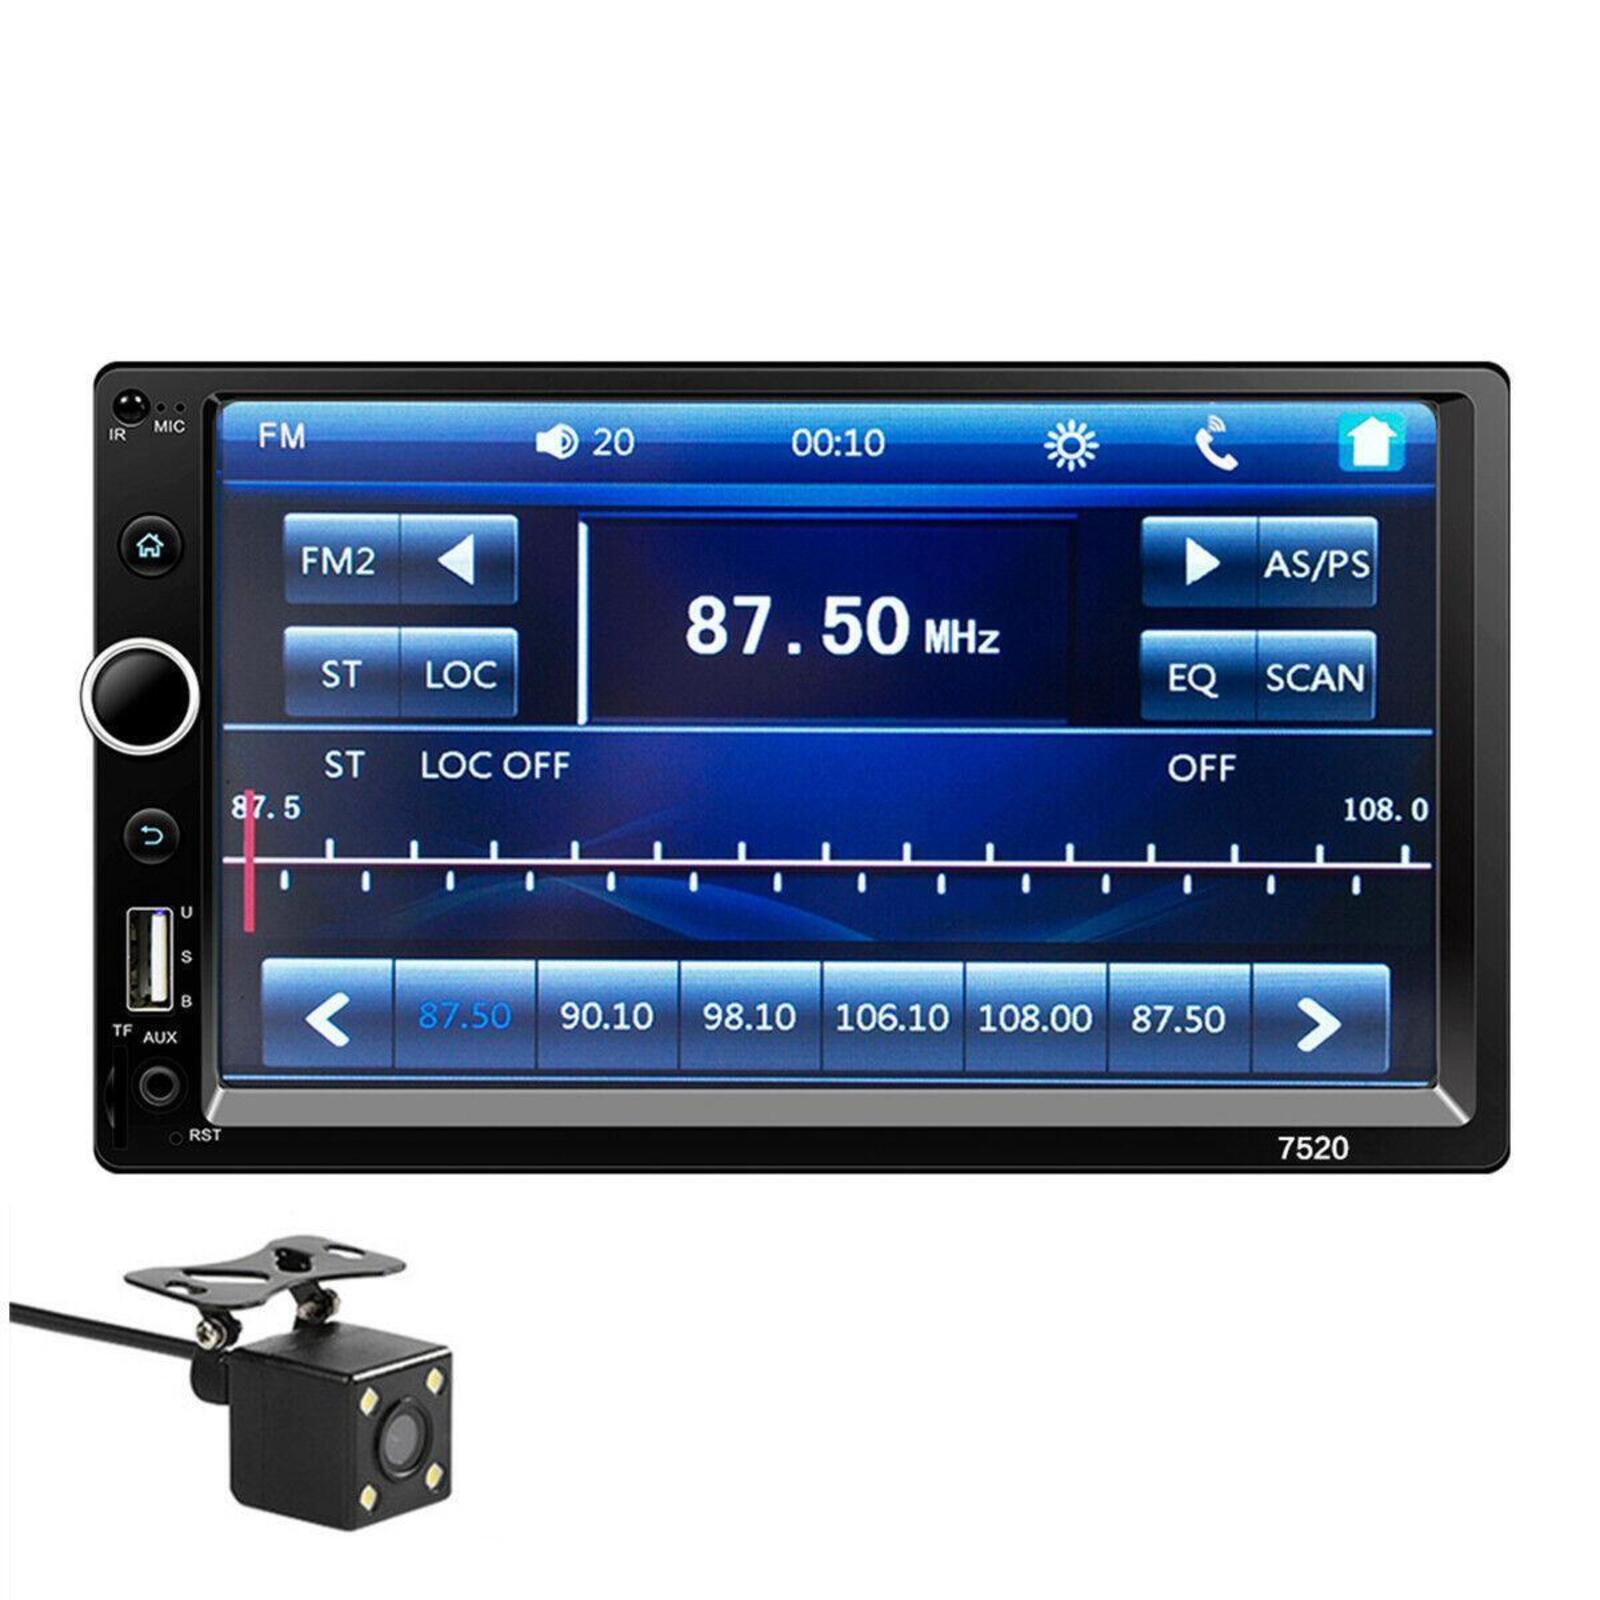 IR MIC
FM 20 00:10
FM2 AS/PS
87.50 MHz
ST LOC EQ SCAN
ST LOC OFF OFF
87.5 108.0
U
S
B
87.50 90.10 98.10 106.10 108.00 87.50
TF AUX
RST
7520